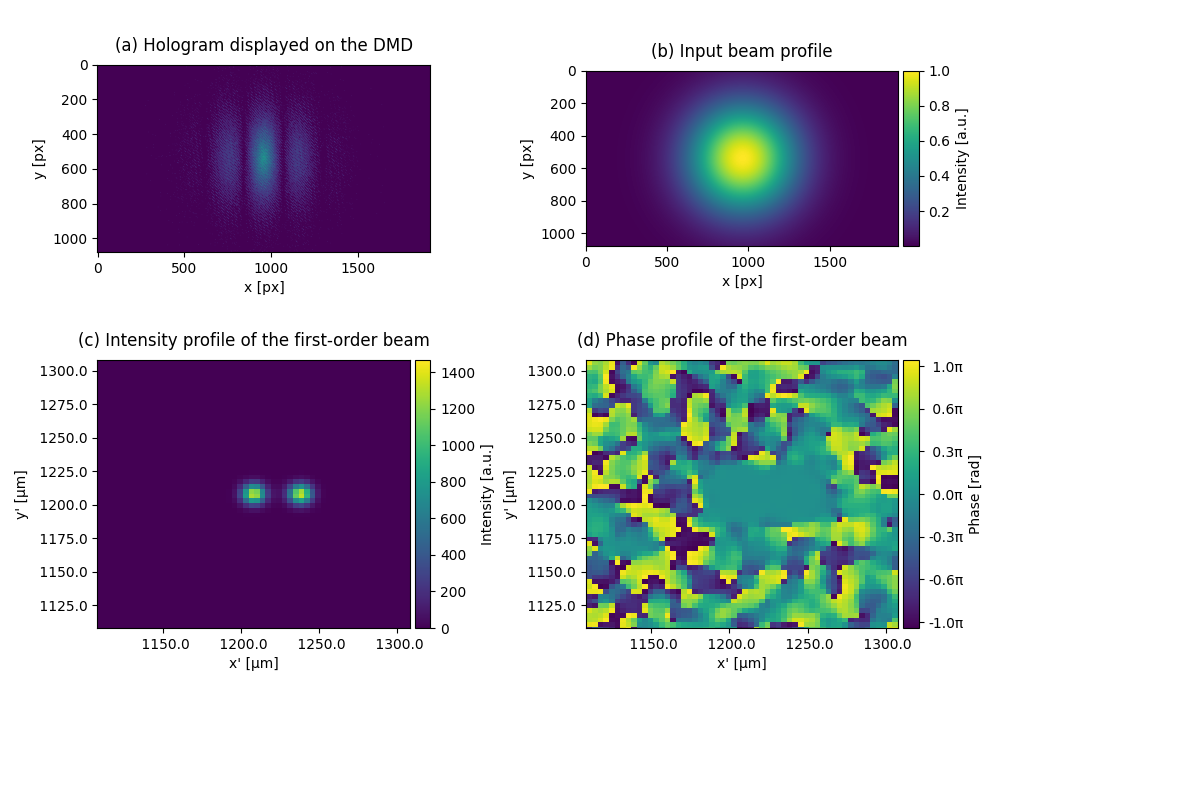 (a) Hologram displayed on the DMD
0
200
400
600
800
1000
y [px]
0 500 1000 1500
x [px]
(b) Input beam profile
0
200
400
600
800
1000
y [px]
0 500 1000 1500
x [px]
1.0
0.8
0.6
0.4
0.2
Intensity [a.u.]
(c) Intensity profile of the first-order beam
1300.0
1275.0
1250.0
1225.0
1200.0
1175.0
1150.0
1125.0
y' [µm]
1150.0 1200.0 1250.0 1300.0
x' [µm]
1400
1200
1000
800
600
400
200
0
Intensity [a.u.]
(d) Phase profile of the first-order beam
1300.0
1275.0
1250.0
1225.0
1200.0
1175.0
1150.0
1125.0
y' [µm]
1150.0 1200.0 1250.0 1300.0
x' [µm]
1.0π
0.6π
0.3π
0.0π
-0.3π
-0.6π
-1.0π
Phase [rad]